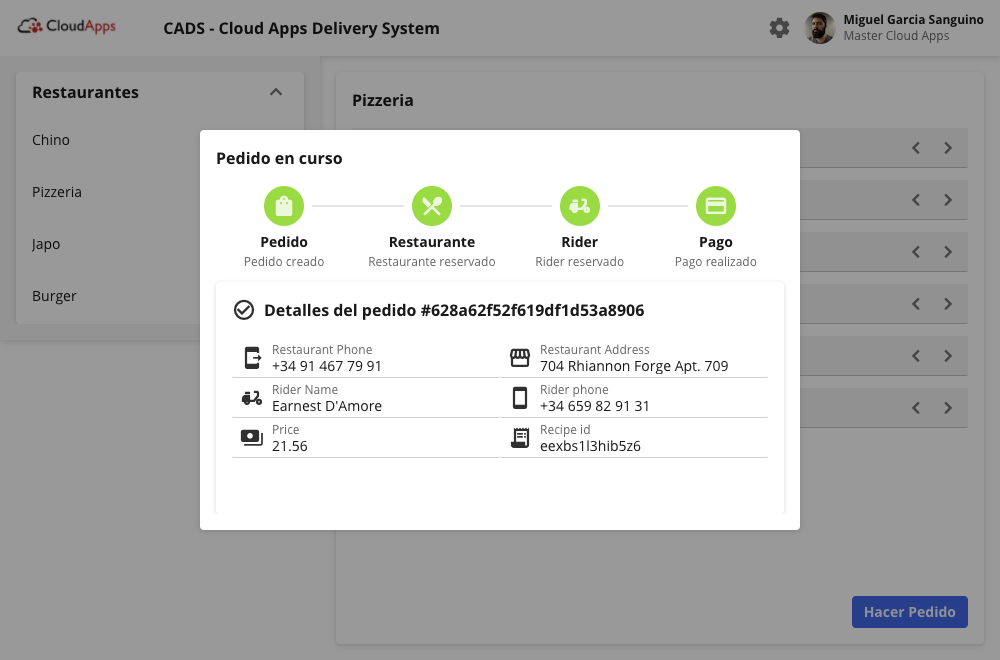 CloudApps
CADS - Cloud Apps Delivery System
Miguel Garcia Sanguino
Master Cloud Apps
Restaurantes
Chino
Pizzeria
Japo
Burger
Pizzeria
Pedido en curso
Pedido
Pedido creado
Restaurante
Restaurante reservado
Rider
Rider reservado
Pago
Pago realizado
Detalles del pedido #628a62f52f619df1d53a8906
Restaurant Phone
+34 91 467 79 91
Restaurant Address
704 Rhiannon Forge Apt. 709
Rider Name
Earnest D'Amore
Rider phone
+34 659 82 91 31
Price
21.56
Recipe id
eexbs1l3hib5z6
Hacer Pedido